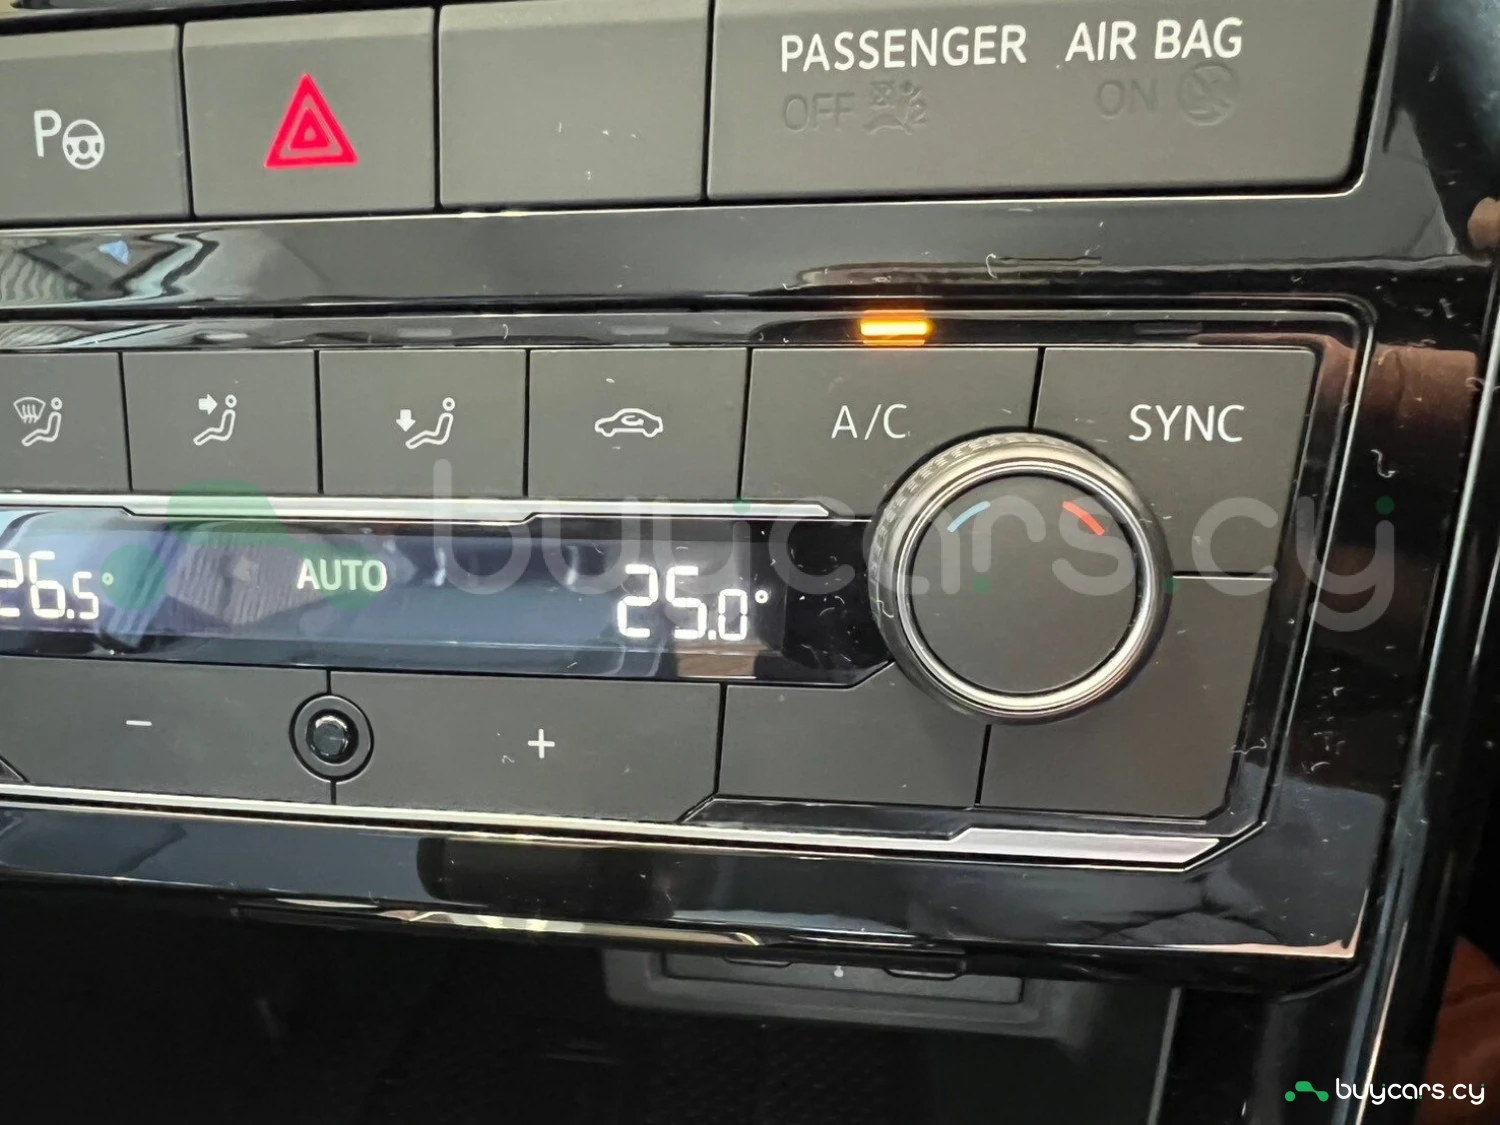 PASSENGER AIR BAG
OFF ON
P
A/C SYNC
buycars.cy
26.5° AUTO 25.0°
- +
buycars.cy